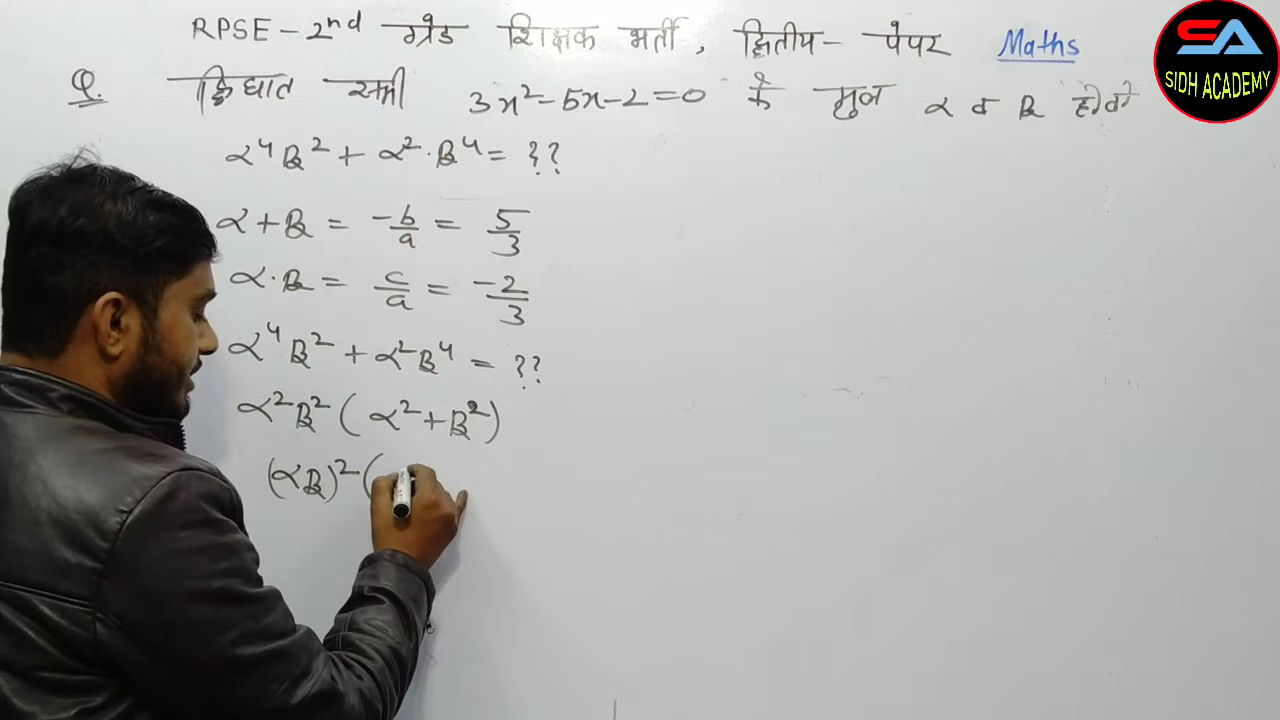 RPSE - 2nd ग्रेड शिक्षक भर्ती, द्वितीय - पेपर Maths
SA
SIDH ACADEMY
Q. द्विघात समी 3x² - 5x - 2 = 0 के मुल α व β हो तो
α⁴β² + α²·β⁴ = ??
α + β = -b/a = 5/3
α·β = c/a = -2/3
α⁴β² + α²β⁴ = ??
α²β² (α² + β²)
(αβ)² (